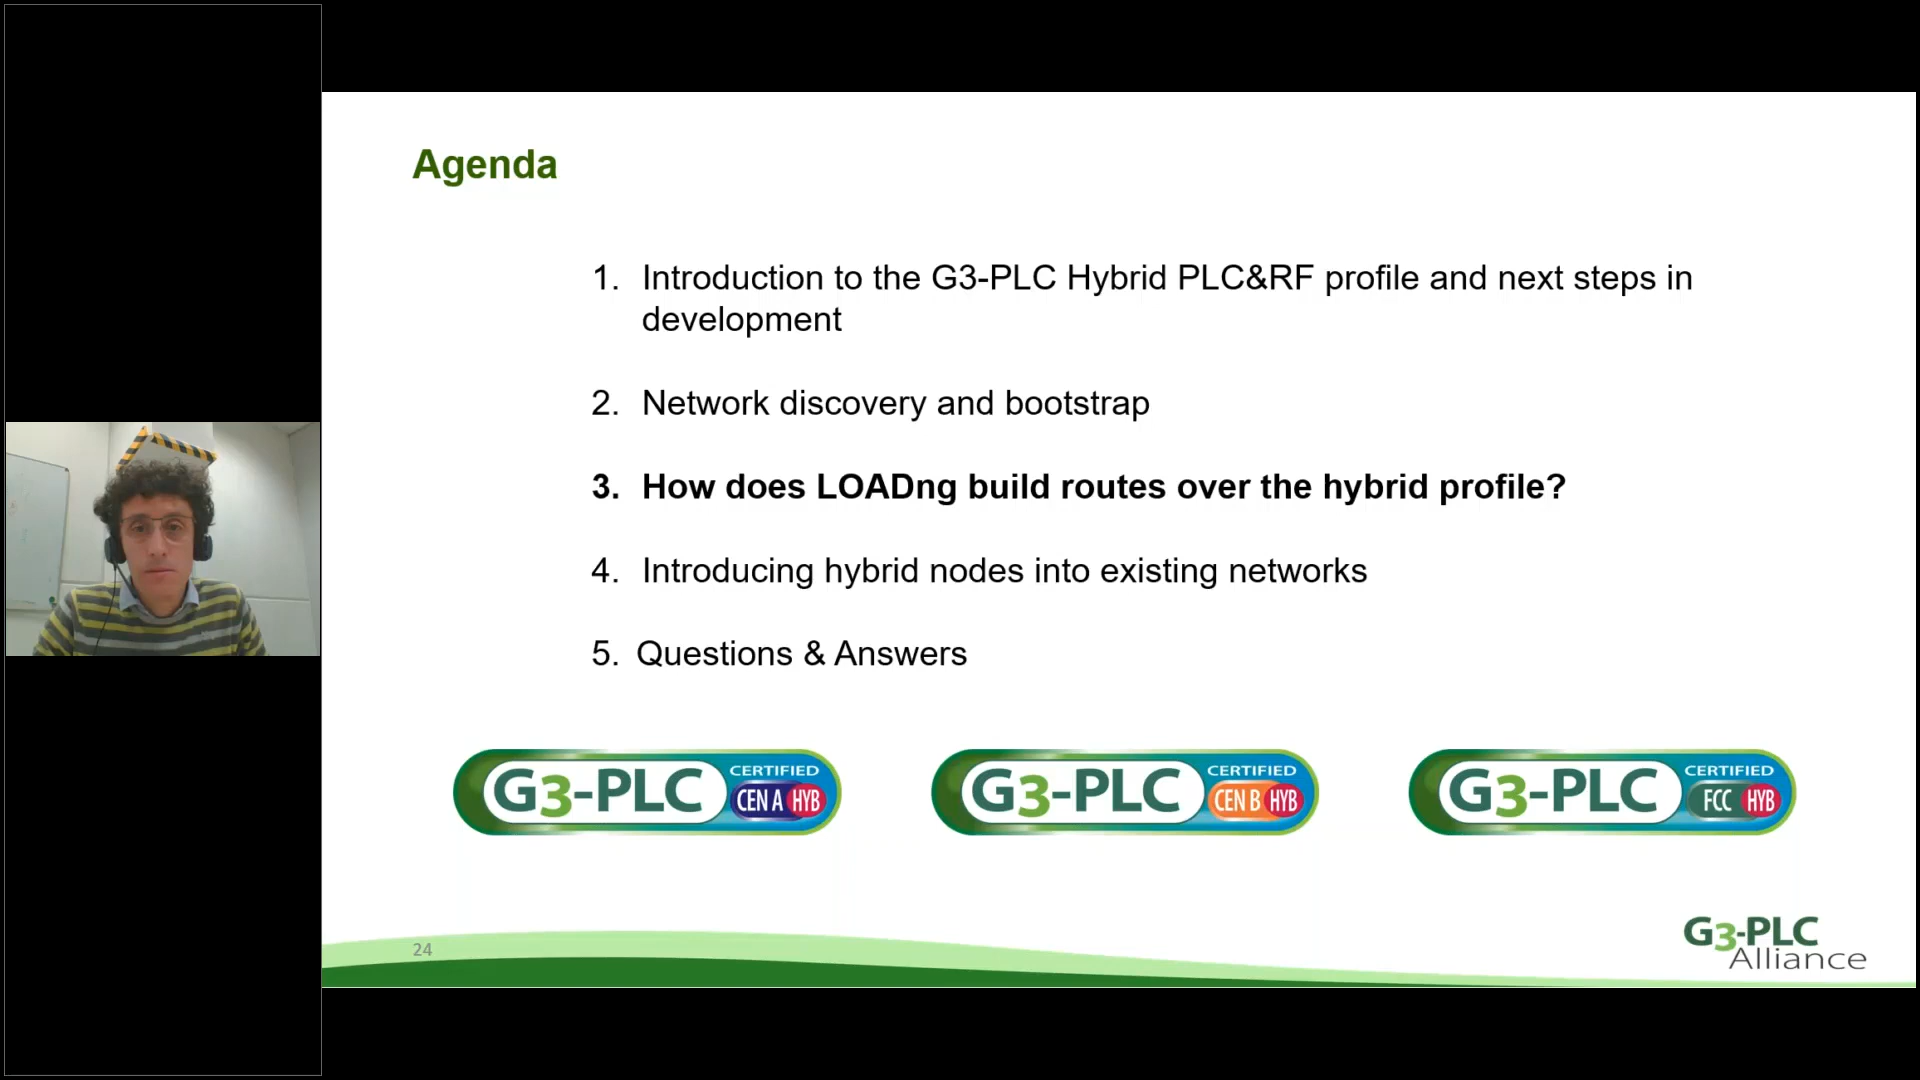 Agenda
1. Introduction to the G3-PLC Hybrid PLC&RF profile and next steps in
development
2. Network discovery and bootstrap
3. How does LOADng build routes over the hybrid profile?
4. Introducing hybrid nodes into existing networks
5. Questions & Answers
G3-PLC CERTIFIED CEN A HYB
G3-PLC CERTIFIED CEN B HYB
G3-PLC CERTIFIED FCC HYB
24
G3-PLC
Alliance